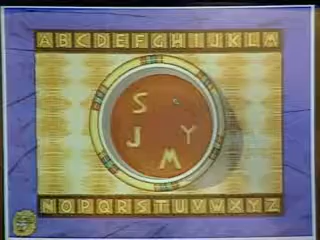 ABCDEFGHIJKLM
S
J Y
M
NOPQRSTUVWXYZ